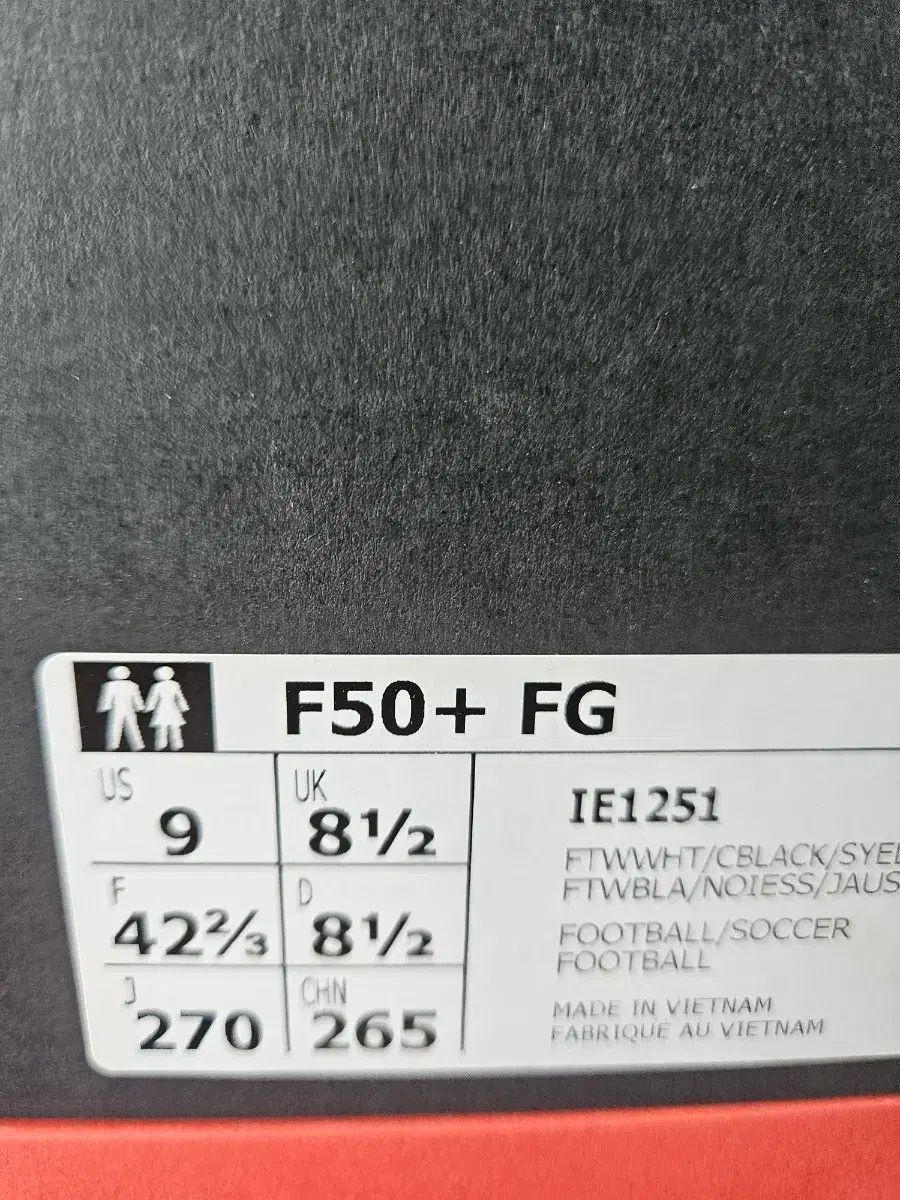 F50+ FG
US
9
UK
8½
F
42⅔
D
8½
J
270
CHN
265
IE1251
FTWWHT/CBLACK/SYEL
FTWBLA/NOIESS/JAUS
FOOTBALL/SOCCER
FOOTBALL
MADE IN VIETNAM
FABRIQUÉ AU VIETNAM